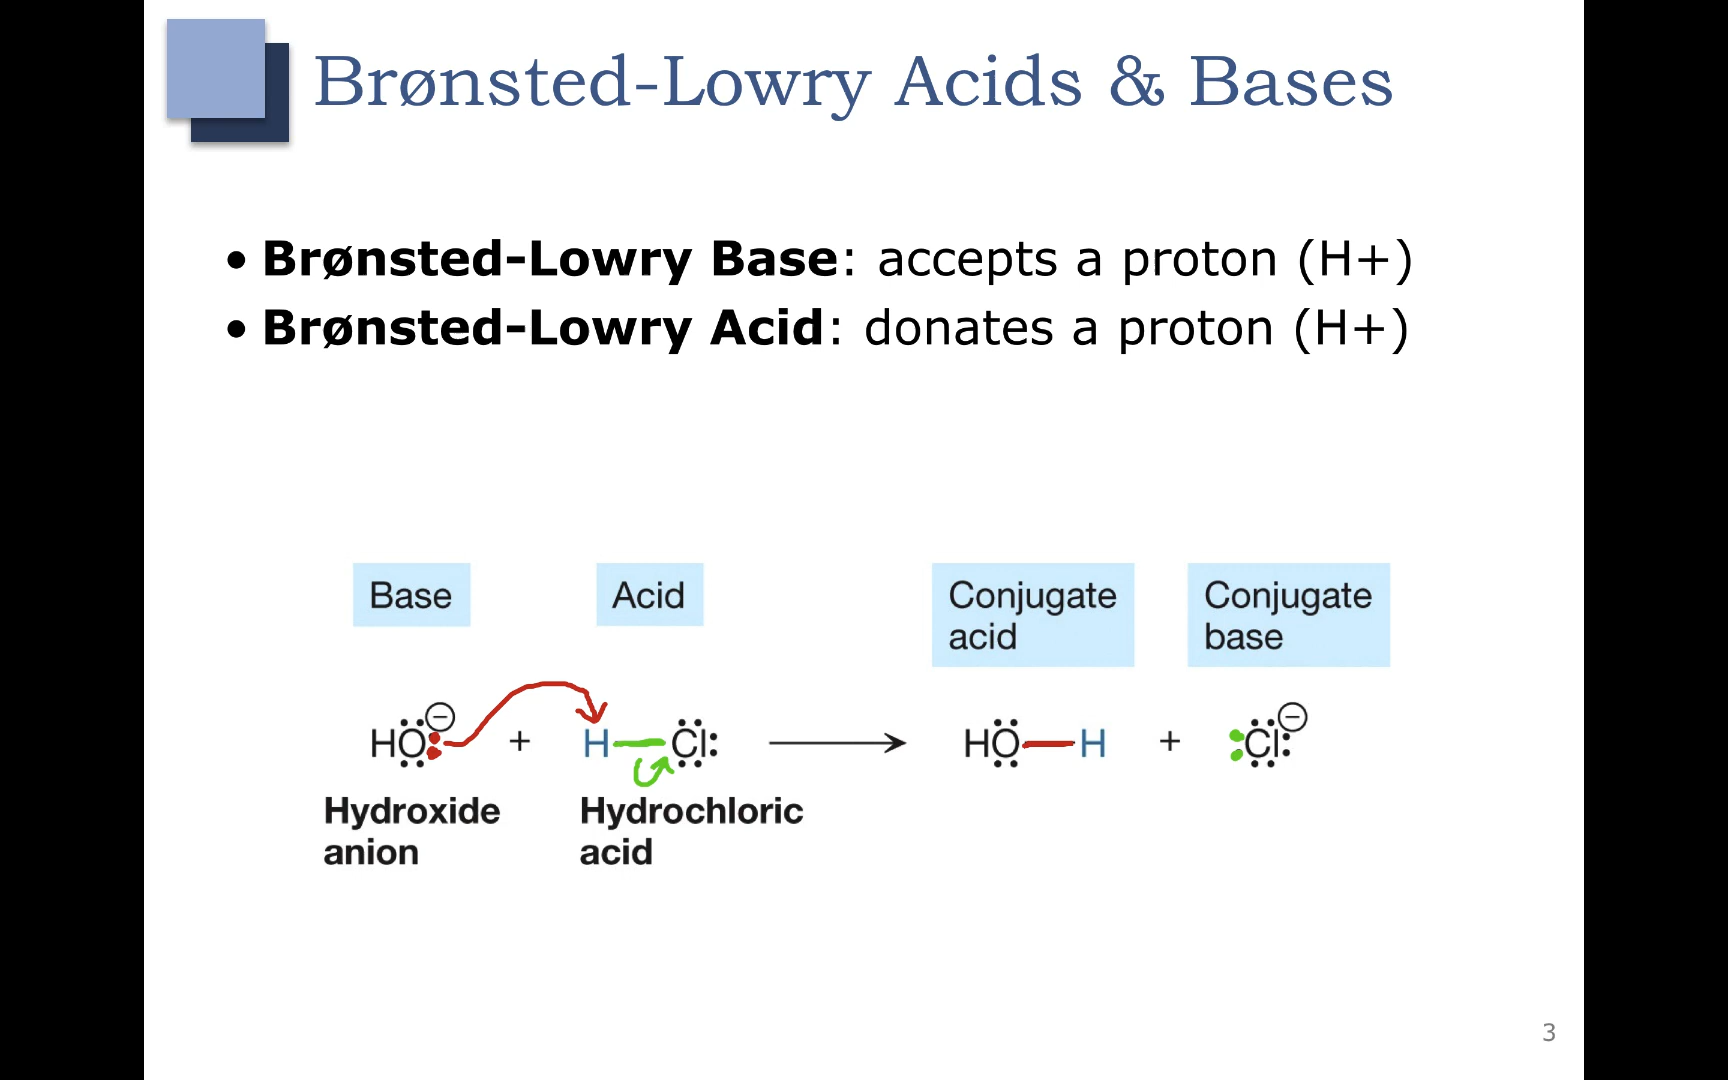 Brønsted-Lowry Acids & Bases
• Brønsted-Lowry Base: accepts a proton (H+)
• Brønsted-Lowry Acid: donates a proton (H+)
Base
Acid
Conjugate
acid
Conjugate
base
HO:⊖ + H—Cl: ⟶ HO—H + :Cl:⊖
Hydroxide
anion
Hydrochloric
acid
3